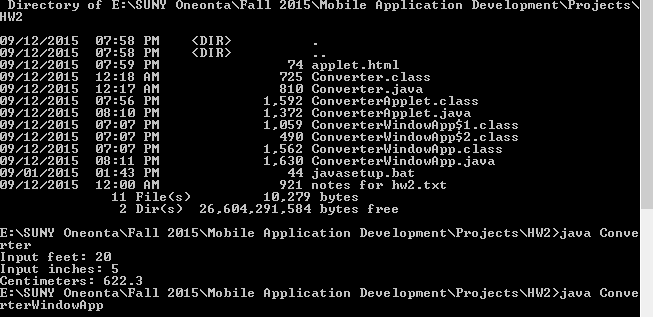 Directory of E:\SUNY Oneonta\Fall 2015\Mobile Application Development\Projects\
HW2
09/12/2015  07:58 PM    <DIR>          .
09/12/2015  07:58 PM    <DIR>          ..
09/12/2015  07:59 PM                74 applet.html
09/12/2015  12:18 AM               725 Converter.class
09/12/2015  12:17 AM               810 Converter.java
09/12/2015  07:56 PM             1,592 ConverterApplet.class
09/12/2015  08:10 PM             1,372 ConverterApplet.java
09/12/2015  07:07 PM             1,059 ConverterWindowApp$1.class
09/12/2015  07:07 PM               490 ConverterWindowApp$2.class
09/12/2015  07:07 PM             1,562 ConverterWindowApp.class
09/12/2015  08:11 PM             1,630 ConverterWindowApp.java
09/01/2015  01:43 PM                44 javasetup.bat
09/12/2015  12:00 AM               921 notes for hw2.txt
11 File(s)         10,279 bytes
2 Dir(s)  26,604,291,584 bytes free
E:\SUNY Oneonta\Fall 2015\Mobile Application Development\Projects\HW2>java Conve
rter
Input feet: 20
Input inches: 5
Centimeters: 622.3
E:\SUNY Oneonta\Fall 2015\Mobile Application Development\Projects\HW2>java Conve
rterWindowApp